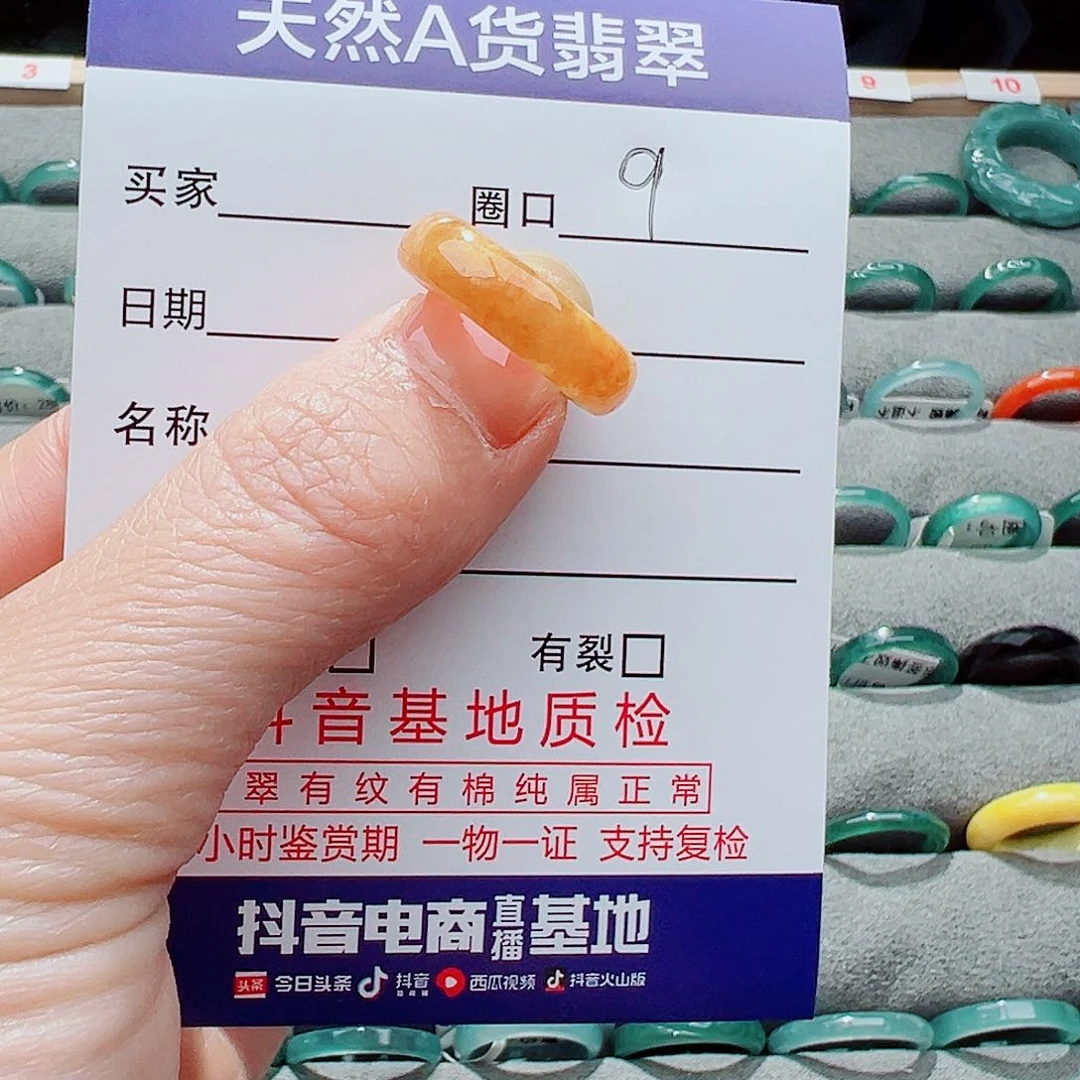 3
9
10
天然A货翡翠
买家
圈口 9
日期
名称
有裂
抖音基地质检
翠有纹有棉纯属正常
小时鉴赏期 一物一证 支持复检
抖音电商直播基地
头条 今日头条 抖音 西瓜视频 抖音火山版